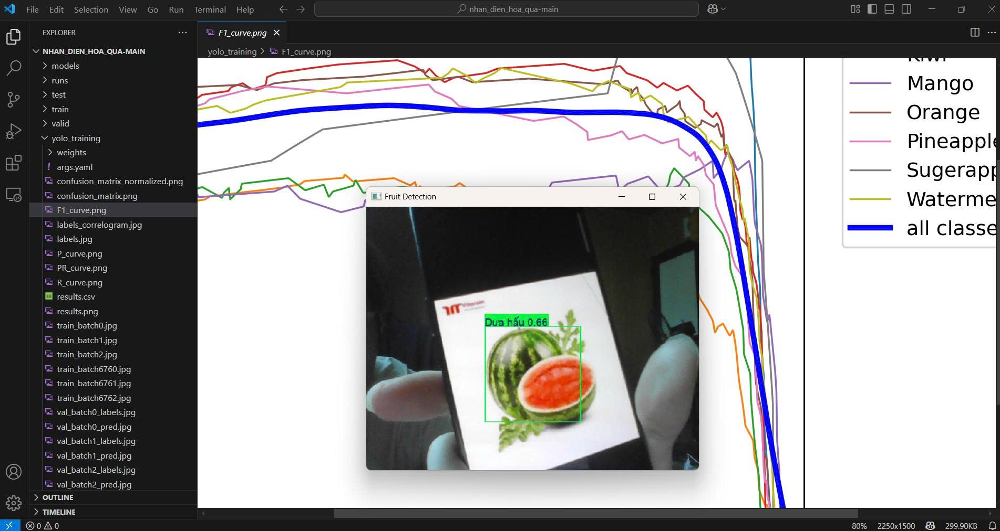 File Edit Selection View Go Run Terminal Help
nhan_dien_hoa_qua-main
EXPLORER
NHAN_DIEN_HOA_QUA-MAIN
models
runs
test
train
valid
yolo_training
weights
! args.yaml
confusion_matrix_normalized.png
confusion_matrix.png
F1_curve.png
labels_correlogram.jpg
labels.jpg
P_curve.png
PR_curve.png
R_curve.png
results.csv
results.png
train_batch0.jpg
train_batch1.jpg
train_batch2.jpg
train_batch6760.jpg
train_batch6761.jpg
train_batch6762.jpg
val_batch0_labels.jpg
val_batch0_pred.jpg
val_batch1_labels.jpg
val_batch1_pred.jpg
val_batch2_labels.jpg
val_batch2_pred.jpg
OUTLINE
TIMELINE
F1_curve.png
yolo_training > F1_curve.png
Mango
Orange
Pineapple
Sugerapp
Waterme
all classe
Fruit Detection
Dưa hấu 0.66
0 0
80% 2250x1500 299.90KB